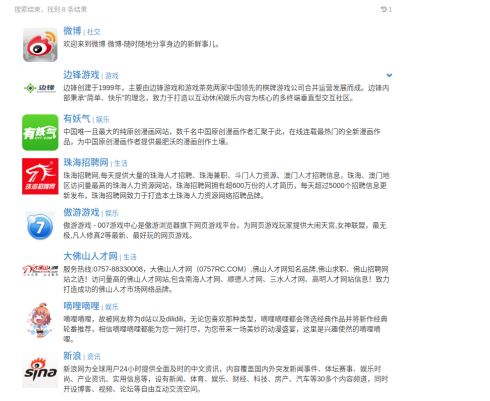 搜索结束，找到 8 条结果
1
微博 | 社交
欢迎来到微博 微博-随时随地分享身边的新鲜事儿。
边锋游戏 | 游戏
边锋创建于1999年，主要由边锋游戏和游戏茶苑两家中国领先的棋牌游戏公司合并运营发展而成。边锋内
部秉承“简单、快乐”的理念，致力于打造以互动休闲娱乐内容为核心的多终端垂直型交互社区。
有妖气 | 娱乐
中国唯一且最大的纯原创漫画网站，数千名中国原创漫画作者汇聚于此，在线连载最热门的全新漫画作
品，为中国原创漫画作者提供最肥沃的漫画创作土壤。
珠海招聘网 | 生活
珠海招聘网,每天提供大量的珠海人才招聘、珠海兼职、斗门人力资源、澳门人才招聘信息，珠海、澳门地
区访问量最高的珠海人力资源网站，珠海招聘网拥有超600万份的人才简历，每天超过5000个招聘信息更
新发布，珠海招聘网致力于打造本土珠海人力资源网络招聘品牌。
傲游游戏 | 娱乐
傲游游戏 - 007游戏中心是傲游浏览器旗下网页游戏平台，为网页游戏玩家提供大闹天宫,女神联盟，最无
极,凡人修真2等最新、最好玩的网页游戏。
大佛山人才网 | 生活
服务热线:0757-88330008，大佛山人才网（0757RC.COM）,佛山人才网知名品牌,佛山求职、佛山招聘网
站之选！访问量高的佛山人才网站,包含南海人才网、顺德人才网、三水人才网、高明人才网站信息！致力
打造成功的佛山人才市场网络品牌。
嘀哩嘀哩 | 娱乐
嘀哩嘀哩，故被网友称为d站以及dilidili，无论您喜欢那种类型，嘀哩嘀哩都会筛选经典作品并将新作经典
轮番推荐，相信嘀哩嘀哩都能为您一网打尽，为您带来一场美妙的动漫盛宴，这里是兴趣使然的嘀哩嘀
哩。
新浪 | 资讯
新浪网为全球用户24小时提供全面及时的中文资讯，内容覆盖国内外突发新闻事件、体坛赛事、娱乐时
尚、产业资讯、实用信息等，设有新闻、体育、娱乐、财经、科技、房产、汽车等30多个内容频道，同时
开设博客、视频、论坛等自由互动交流空间。
边锋
有妖气
珠海招聘网
7
sina